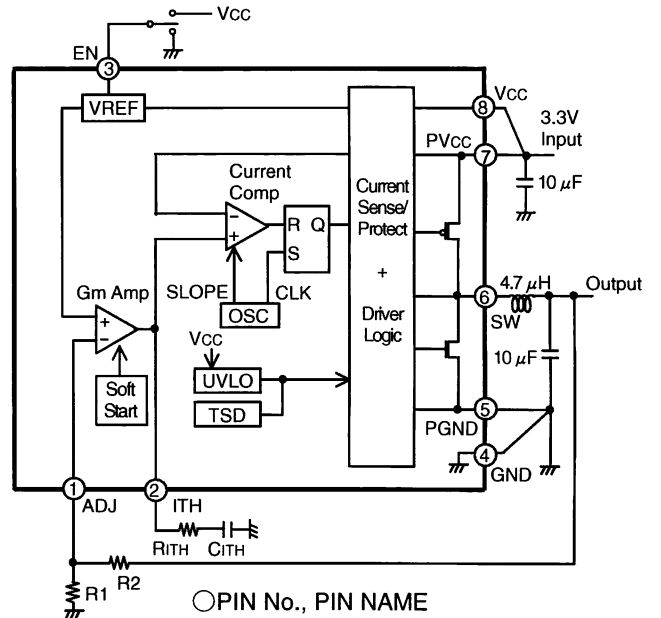 VCC
EN
3
VREF
8
VCC
3.3V
Input
PVCC
7
10 μF
Current
Comp
Current
Sense/
Protect
+
Driver
Logic
−
+
R Q
S
SLOPE
CLK
OSC
Gm Amp
+
−
4.7 μH
Output
6
SW
10 μF
VCC
UVLO
TSD
Soft
Start
PGND
5
4
GND
1
ADJ
2
ITH
RITH
CITH
R2
R1
○PIN No., PIN NAME